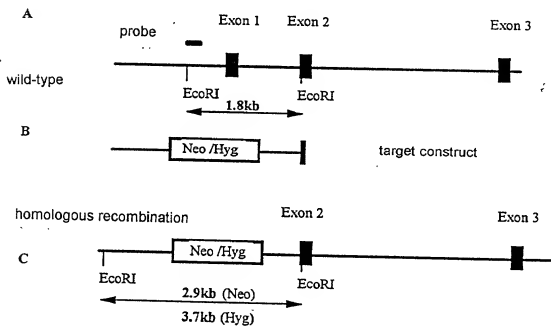 A
Exon 1 Exon 2 Exon 3
probe
wild-type
EcoRI EcoRI
1.8kb
B
Neo /Hyg target construct
homologous recombination Exon 2 Exon 3
C
Neo /Hyg
EcoRI EcoRI
2.9kb (Neo)
3.7kb (Hyg)